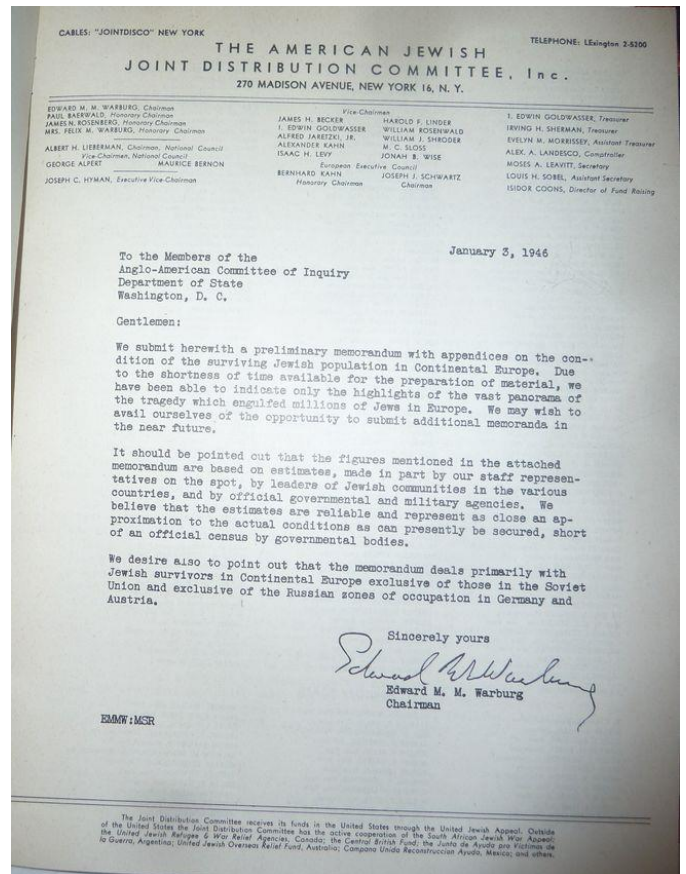 CABLES: "JOINTDISCO" NEW YORK
TELEPHONE: LExington 2-5200
THE AMERICAN JEWISH
JOINT DISTRIBUTION COMMITTEE, Inc.
270 MADISON AVENUE, NEW YORK 16, N. Y.
EDWARD M. M. WARBURG, Chairman
PAUL BAERWALD, Honorary Chairman
JAMES N. ROSENBERG, Honorary Chairman
MRS. FELIX M. WARBURG, Honorary Chairman
ALBERT H. LIEBERMAN, Chairman, National Council
Vice-Chairmen, National Council
GEORGE ALPERT MAURICE BERNON
JOSEPH C. HYMAN, Executive Vice-Chairman
Vice-Chairmen
JAMES H. BECKER HAROLD F. LINDER
I. EDWIN GOLDWASSER WILLIAM ROSENWALD
ALFRED JARETZKI, JR. WILLIAM J. SHRODER
ALEXANDER KAHN M. C. SLOSS
ISAAC H. LEVY JONAH B. WISE
European Executive Council
BERNHARD KAHN JOSEPH J. SCHWARTZ
Honorary Chairman Chairman
I. EDWIN GOLDWASSER, Treasurer
IRVING H. SHERMAN, Treasurer
EVELYN M. MORRISSEY, Assistant Treasurer
ALEX. A. LANDESCO, Comptroller
MOSES A. LEAVITT, Secretary
LOUIS H. SOBEL, Assistant Secretary
ISIDOR COONS, Director of Fund Raising
January 3, 1946
To the Members of the
Anglo-American Committee of Inquiry
Department of State
Washington, D. C.
Gentlemen:
We submit herewith a preliminary memorandum with appendices on the con-
dition of the surviving Jewish population in Continental Europe. Due
to the shortness of time available for the preparation of material, we
have been able to indicate only the highlights of the vast panorama of
the tragedy which engulfed millions of Jews in Europe. We may wish to
avail ourselves of the opportunity to submit additional memoranda in
the near future.
It should be pointed out that the figures mentioned in the attached
memorandum are based on estimates, made in part by our staff represen-
tatives on the spot, by leaders of Jewish communities in the various
countries, and by official governmental and military agencies. We
believe that the estimates are reliable and represent as close an ap-
proximation to the actual conditions as can presently be secured, short
of an official census by governmental bodies.
We desire also to point out that the memorandum deals primarily with
Jewish survivors in Continental Europe exclusive of those in the Soviet
Union and exclusive of the Russian zones of occupation in Germany and
Austria.
Sincerely yours
Edward M. M. Warburg
Edward M. M. Warburg
Chairman
EMMW:MSR
The Joint Distribution Committee receives its funds in the United States through the United Jewish Appeal. Outside
of the United States the Joint Distribution Committee has the active cooperation of the South African Jewish War Appeal;
the United Jewish Refugee & War Relief Agencies, Canada; the Central British Fund; the Junta de Ayuda pro Victimas de
la Guerra, Argentina; United Jewish Overseas Relief Fund, Australia; Campana Unida Reconstruccion Ayuda, Mexico; and others.